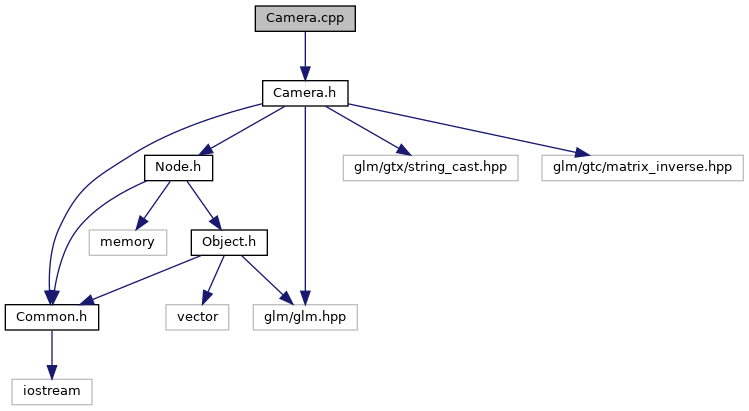 Camera.cpp
Camera.h
Node.h
glm/gtx/string_cast.hpp
glm/gtc/matrix_inverse.hpp
memory
Object.h
Common.h
vector
glm/glm.hpp
iostream